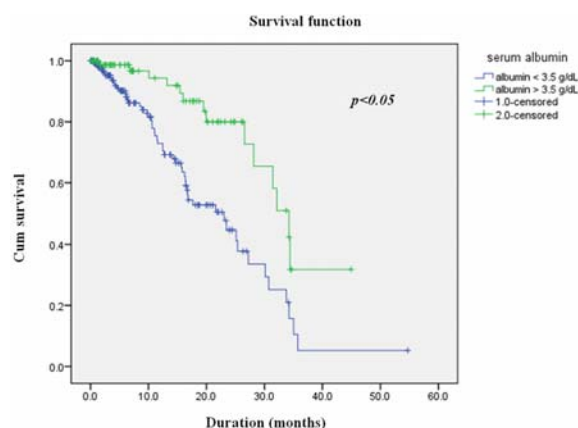 Survival function
serum albumin
albumin < 3.5 g/dL
albumin > 3.5 g/dL
1.0-censored
2.0-censored
p<0.05
Cum survival
1.0
0.8
0.6
0.4
0.2
0.0
0.0 10.0 20.0 30.0 40.0 50.0 60.0
Duration (months)